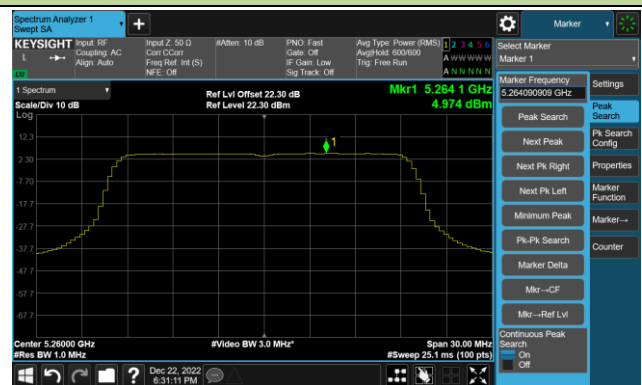 Spectrum Analyzer 1
Swept SA
+
Marker
KEYSIGHT
L
LW
Input: RF
Coupling: AC
Align: Auto
Input Z: 50 Ω
Corr CCorr
Freq Ref: Int (S)
NFE: Off
#Atten: 10 dB
PNO: Fast
Gate: Off
IF Gain: Low
Sig Track: Off
Avg Type: Power (RMS)
Avg|Hold: 600/600
Trig: Free Run
1 2 3 4 5 6
A W W W W W
A N N N N N
Select Marker
Marker 1
1 Spectrum
Scale/Div 10 dB
Log
Ref Lvl Offset 22.30 dB
Ref Level 22.30 dBm
Mkr1 5.264 1 GHz
4.974 dBm
12.3
2.30
-7.70
-17.7
-27.7
-37.7
-47.7
-57.7
-67.7
1
Center 5.26000 GHz
#Res BW 1.0 MHz
#Video BW 3.0 MHz*
Span 30.00 MHz
#Sweep 25.1 ms (100 pts)
Marker Frequency
5.264090909 GHz
Peak Search
Next Peak
Next Pk Right
Next Pk Left
Minimum Peak
Pk-Pk Search
Marker Delta
Mkr→CF
Mkr→Ref Lvl
Continuous Peak
Search
On
Off
Settings
Peak
Search
Pk Search
Config
Properties
Marker
Function
Marker→
Counter
?
Dec 22, 2022
6:31:11 PM